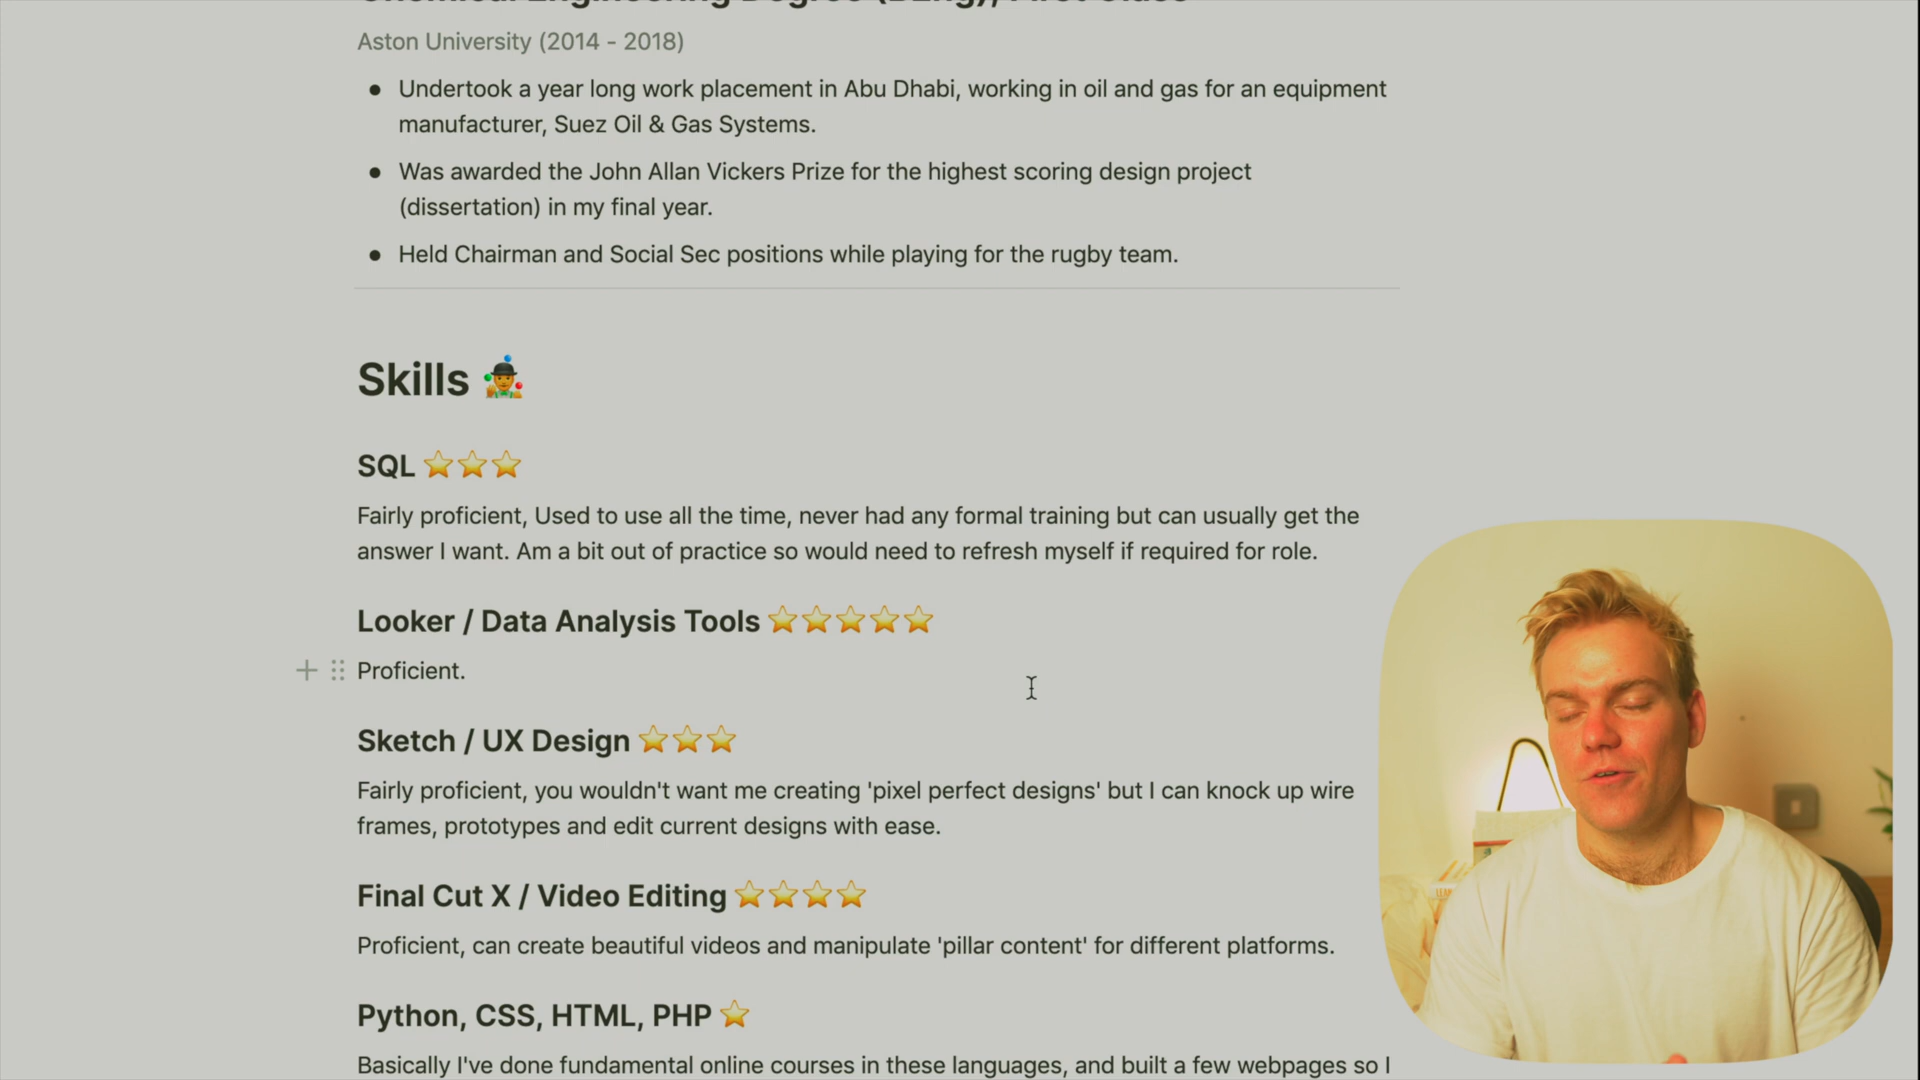 Chemical Engineering Degree (BEng), First Class
Aston University (2014 - 2018)
Undertook a year long work placement in Abu Dhabi, working in oil and gas for an equipment
manufacturer, Suez Oil & Gas Systems.
Was awarded the John Allan Vickers Prize for the highest scoring design project
(dissertation) in my final year.
Held Chairman and Social Sec positions while playing for the rugby team.
Skills
SQL ⭐⭐⭐
Fairly proficient, Used to use all the time, never had any formal training but can usually get the
answer I want. Am a bit out of practice so would need to refresh myself if required for role.
Looker / Data Analysis Tools ⭐⭐⭐⭐⭐
Proficient.
Sketch / UX Design ⭐⭐⭐
Fairly proficient, you wouldn't want me creating 'pixel perfect designs' but I can knock up wire
frames, prototypes and edit current designs with ease.
Final Cut X / Video Editing ⭐⭐⭐⭐
Proficient, can create beautiful videos and manipulate 'pillar content' for different platforms.
Python, CSS, HTML, PHP ⭐
Basically I've done fundamental online courses in these languages, and built a few webpages so I